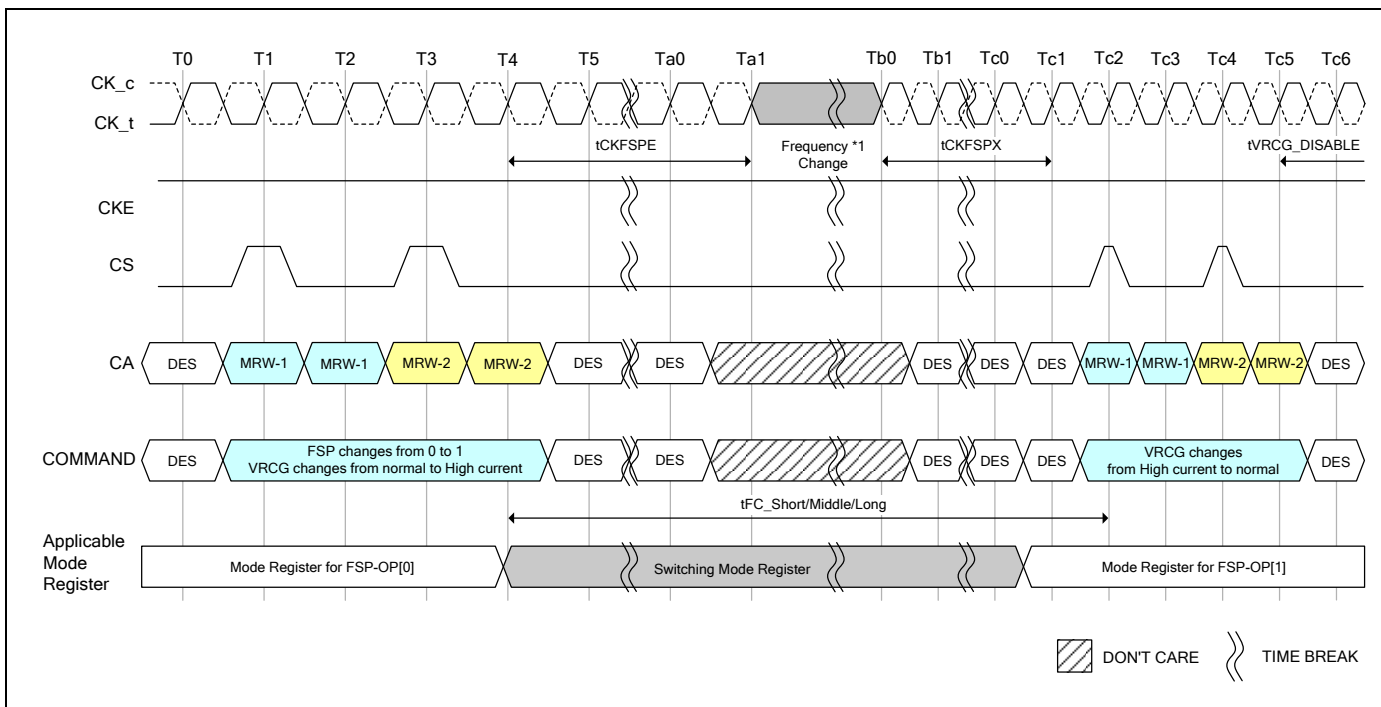 T0 T1 T2 T3 T4 T5 Ta0 Ta1 Tb0 Tb1 Tc0 Tc1 Tc2 Tc3 Tc4 Tc5 Tc6
CK_c
CK_t
tCKFSPE
Frequency *1
Change
tCKFSPX
tVRCG_DISABLE
CKE
CS
CA
DES MRW-1 MRW-1 MRW-2 MRW-2 DES DES DES DES DES MRW-1 MRW-1 MRW-2 MRW-2 DES
COMMAND
DES
FSP changes from 0 to 1
VRCG changes from normal to High current
DES DES DES DES DES
VRCG changes
from High current to normal
DES
tFC_Short/Middle/Long
Applicable
Mode
Register
Mode Register for FSP-OP[0]
Switching Mode Register
Mode Register for FSP-OP[1]
DON'T CARE
TIME BREAK